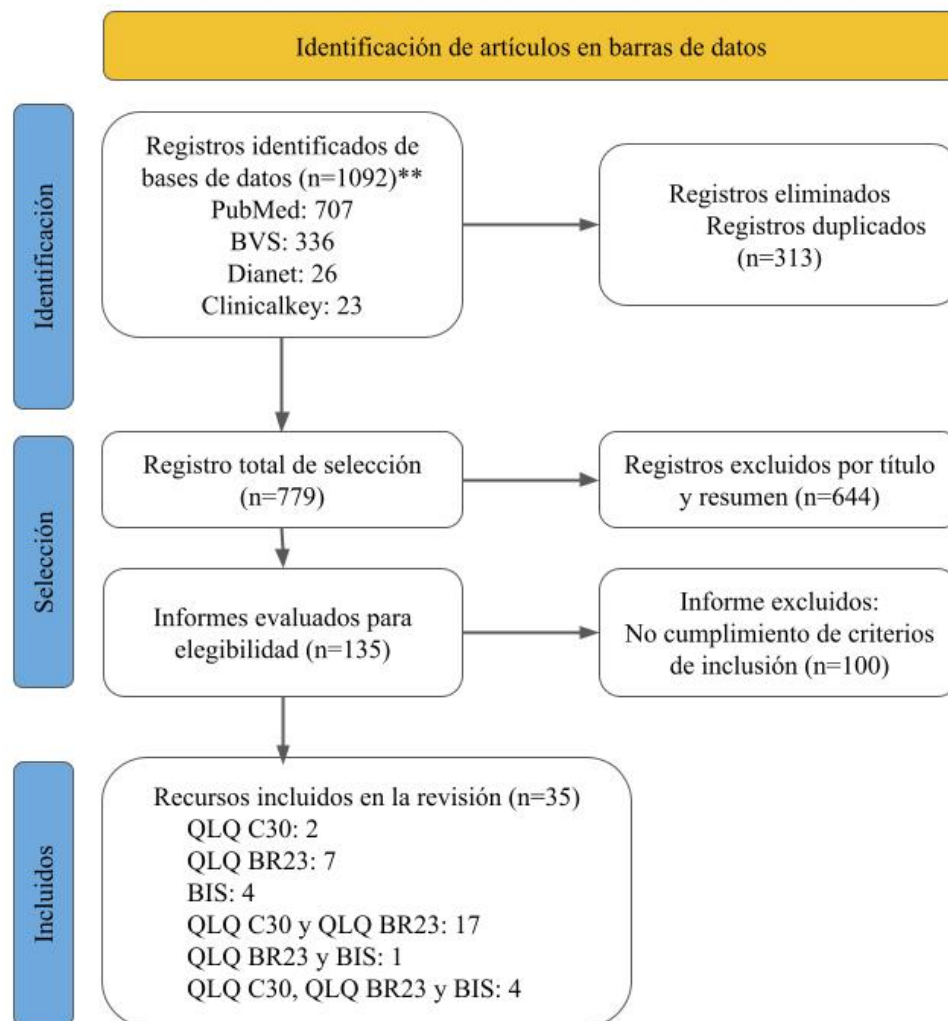 Identificación de artículos en barras de datos
Identificación
Registros identificados de
bases de datos (n=1092)**
PubMed: 707
BVS: 336
Dianet: 26
Clinicalkey: 23
Registros eliminados
Registros duplicados
(n=313)
Selección
Registro total de selección
(n=779)
Registros excluidos por título
y resumen (n=644)
Informes evaluados para
elegibilidad (n=135)
Informe excluidos:
No cumplimiento de criterios
de inclusión (n=100)
Incluidos
Recursos incluidos en la revisión (n=35)
QLQ C30: 2
QLQ BR23: 7
BIS: 4
QLQ C30 y QLQ BR23: 17
QLQ BR23 y BIS: 1
QLQ C30, QLQ BR23 y BIS: 4